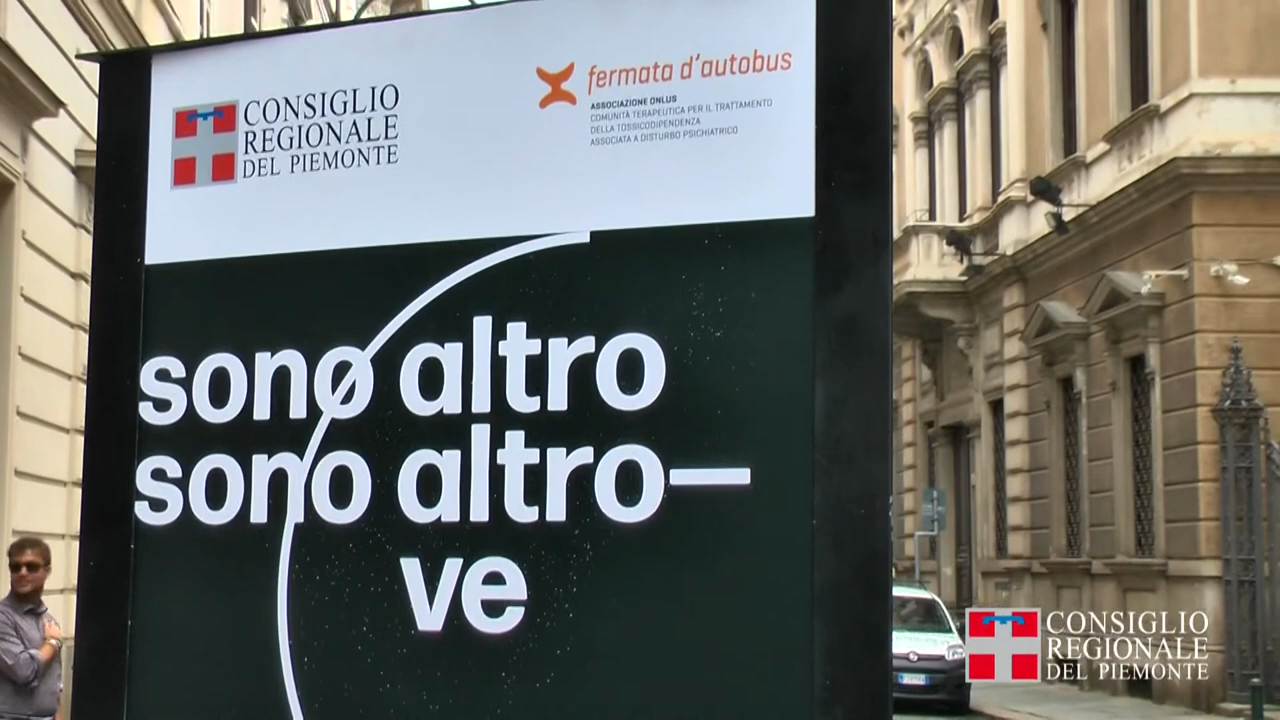 CONSIGLIO
REGIONALE
DEL PIEMONTE
fermata d'autobus
ASSOCIAZIONE ONLUS
COMUNITÀ TERAPEUTICA PER IL TRATTAMENTO
DELLA TOSSICODIPENDENZA
ASSOCIATA A DISTURBO PSICHIATRICO
sono altro
sono altro—
ve
CONSIGLIO
REGIONALE
DEL PIEMONTE